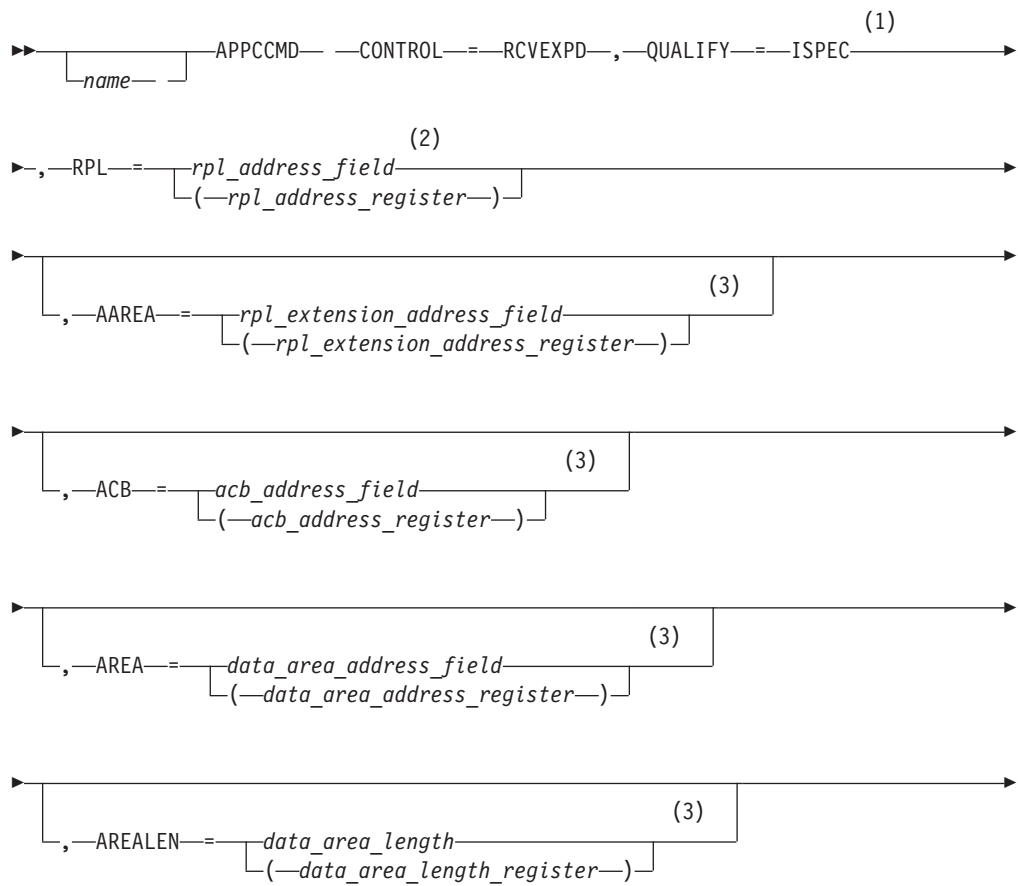 (1)
APPCCMD CONTROL = RCVEXPD , QUALIFY = ISPEC
name
(2)
, RPL = rpl_address_field
( rpl_address_register )
(3)
, AAREA = rpl_extension_address_field
( rpl_extension_address_register )
(3)
, ACB = acb_address_field
( acb_address_register )
(3)
, AREA = data_area_address_field
( data_area_address_register )
(3)
, AREALEN = data_area_length
( data_area_length_register )